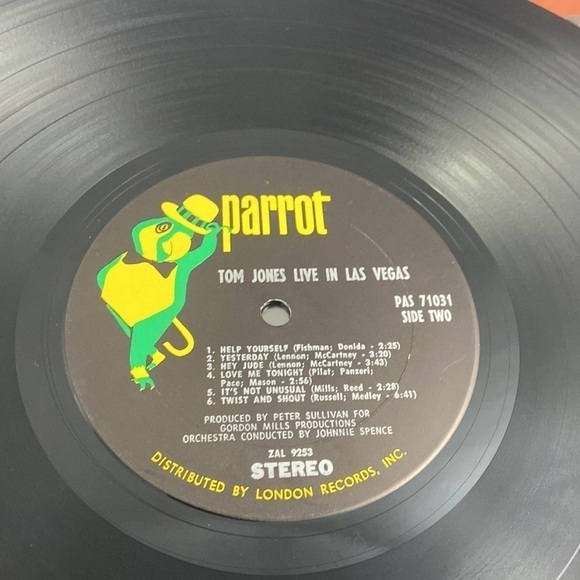 parrot
TOM JONES LIVE IN LAS VEGAS
PAS 71031
SIDE TWO
1. HELP YOURSELF (Fishman; Donida - 2:25)
2. YESTERDAY (Lennon; McCartney - 3:20)
3. HEY JUDE (Lennon; McCartney - 3:43)
4. LOVE ME TONIGHT (Pilat; Panzeri;
Pace; Mason - 2:56)
5. IT'S NOT UNUSUAL (Mills; Reed - 2:28)
6. TWIST AND SHOUT (Russell; Medley - 6:41)
PRODUCED BY PETER SULLIVAN FOR
GORDON MILLS PRODUCTIONS
ORCHESTRA CONDUCTED BY JOHNNIE SPENCE
ZAL 9253
STEREO
DISTRIBUTED BY LONDON RECORDS, INC.